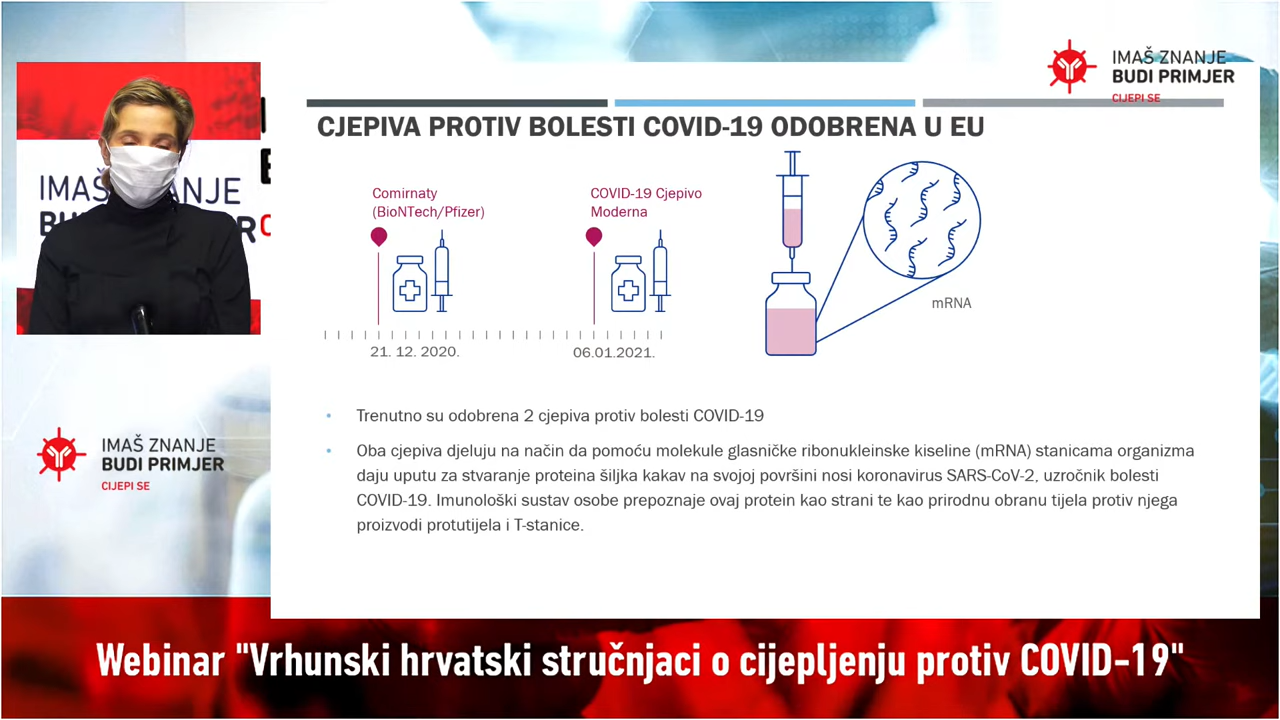 IMAŠ ZNANJE
BUDI PRIMJER
CIJEPI SE
CJEPIVA PROTIV BOLESTI COVID-19 ODOBRENA U EU
Comirnaty
(BioNTech/Pfizer)
COVID-19 Cjepivo
Moderna
mRNA
21. 12. 2020.
06.01.2021.
• Trenutno su odobrena 2 cjepiva protiv bolesti COVID-19
• Oba cjepiva djeluju na način da pomoću molekule glasničke ribonukleinske kiseline (mRNA) stanicama organizma
daju uputu za stvaranje proteina šiljka kakav na svojoj površini nosi koronavirus SARS-CoV-2, uzročnik bolesti
COVID-19. Imunološki sustav osobe prepoznaje ovaj protein kao strani te kao prirodnu obranu tijela protiv njega
proizvodi protutijela i T-stanice.
IMAŠ ZNANJE
BUDI PRIMJER
CIJEPI SE
Webinar "Vrhunski hrvatski stručnjaci o cijepljenju protiv COVID-19"